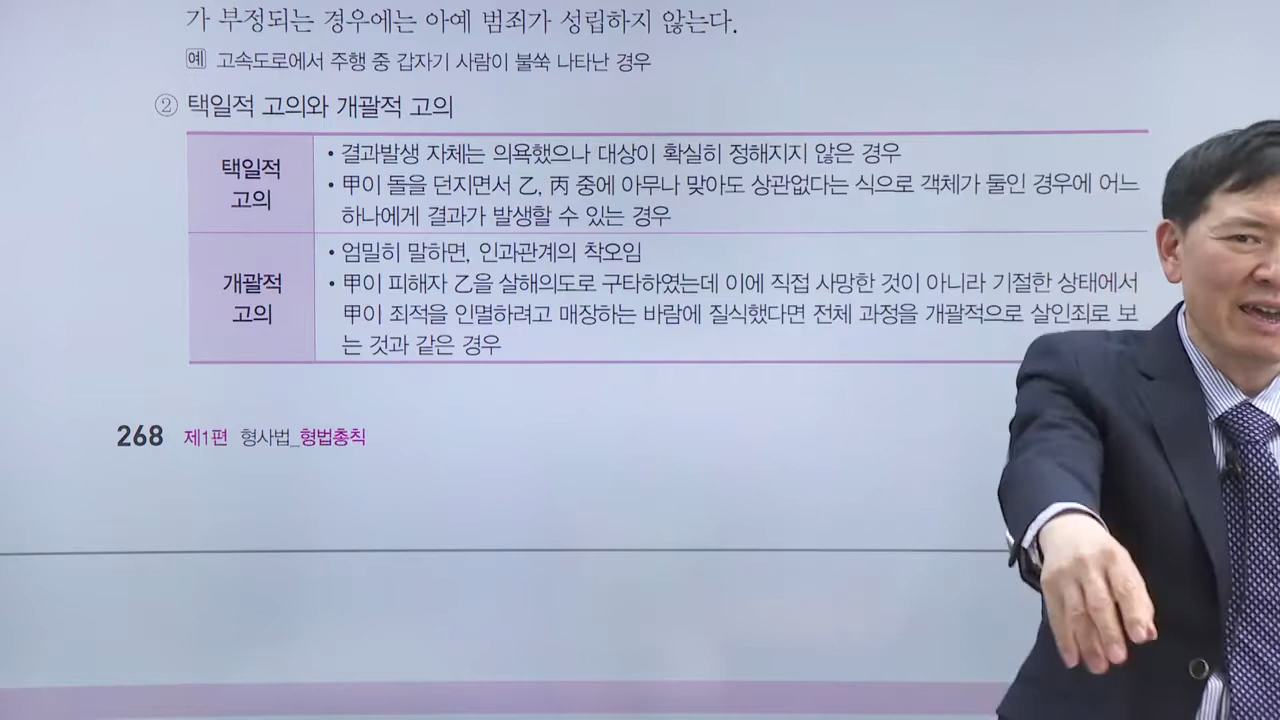 가 부정되는 경우에는 아예 범죄가 성립하지 않는다.
예 고속도로에서 주행 중 갑자기 사람이 불쑥 나타난 경우
② 택일적 고의와 개괄적 고의
택일적
고의
• 결과발생 자체는 의욕했으나 대상이 확실히 정해지지 않은 경우
• 甲이 돌을 던지면서 乙, 丙 중에 아무나 맞아도 상관없다는 식으로 객체가 둘인 경우에 어느
하나에게 결과가 발생할 수 있는 경우
개괄적
고의
• 엄밀히 말하면, 인과관계의 착오임
• 甲이 피해자 乙을 살해의도로 구타하였는데 이에 직접 사망한 것이 아니라 기절한 상태에서
甲이 죄적을 인멸하려고 매장하는 바람에 질식했다면 전체 과정을 개괄적으로 살인죄로 보
는 것과 같은 경우
268 제1편 형사법_형법총칙